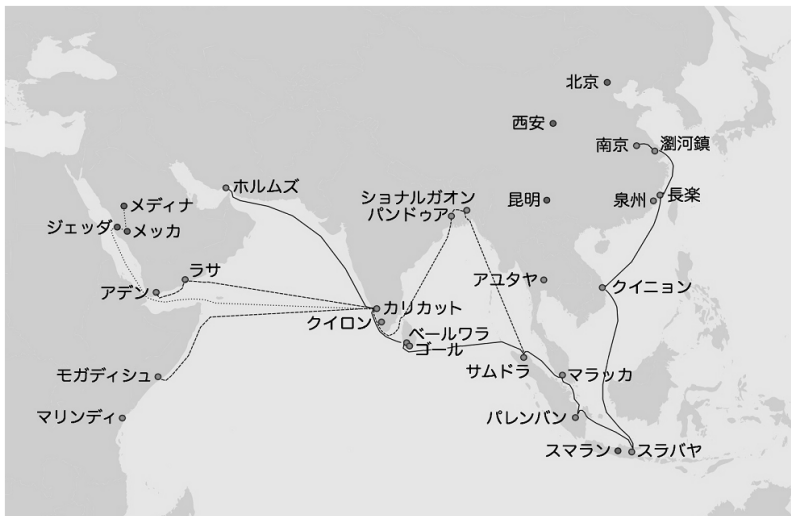 北京
西安
南京
瀏河鎮
ホルムズ
ショナルガオン
パンドゥア
昆明
泉州
長楽
メディナ
ジェッダ
メッカ
ラサ
アデン
アユタヤ
クイニョン
カリカット
クイロン
ベールワラ
ゴール
サムドラ
モガディシュ
マラッカ
マリンディ
パレンバン
スマラン
スラバヤ